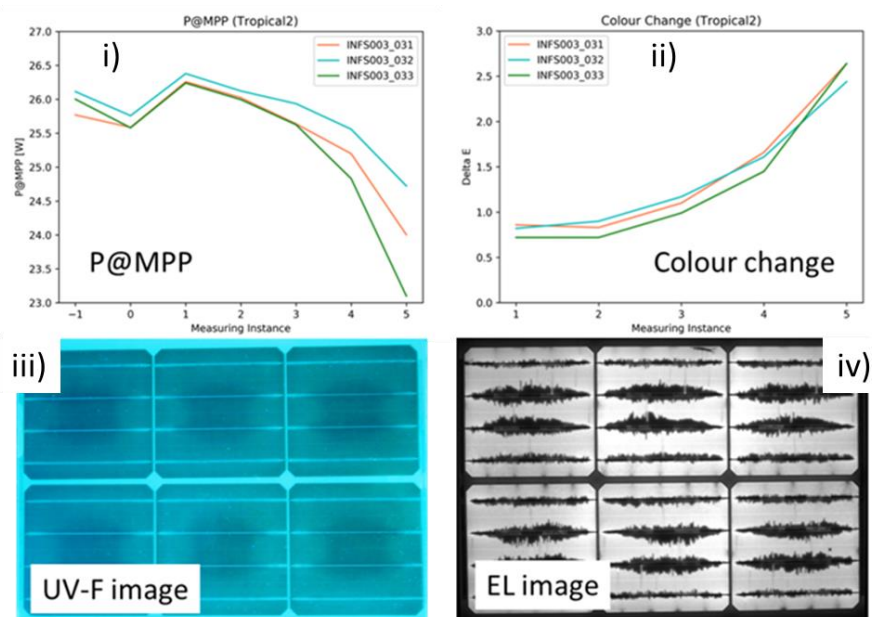 P@MPP (Tropical2)
i)
INFS003_031
INFS003_032
INFS003_033
27.0
26.5
26.0
25.5
25.0
24.5
24.0
23.5
23.0
P@MPP [W]
P@MPP
−1 0 1 2 3 4 5
Measuring Instance
Colour Change (Tropical2)
ii)
INFS003_031
INFS003_032
INFS003_033
3.0
2.5
2.0
1.5
1.0
0.5
0.0
Delta E
Colour change
1 2 3 4 5
Measuring Instance
iii)
UV-F image
iv)
EL image